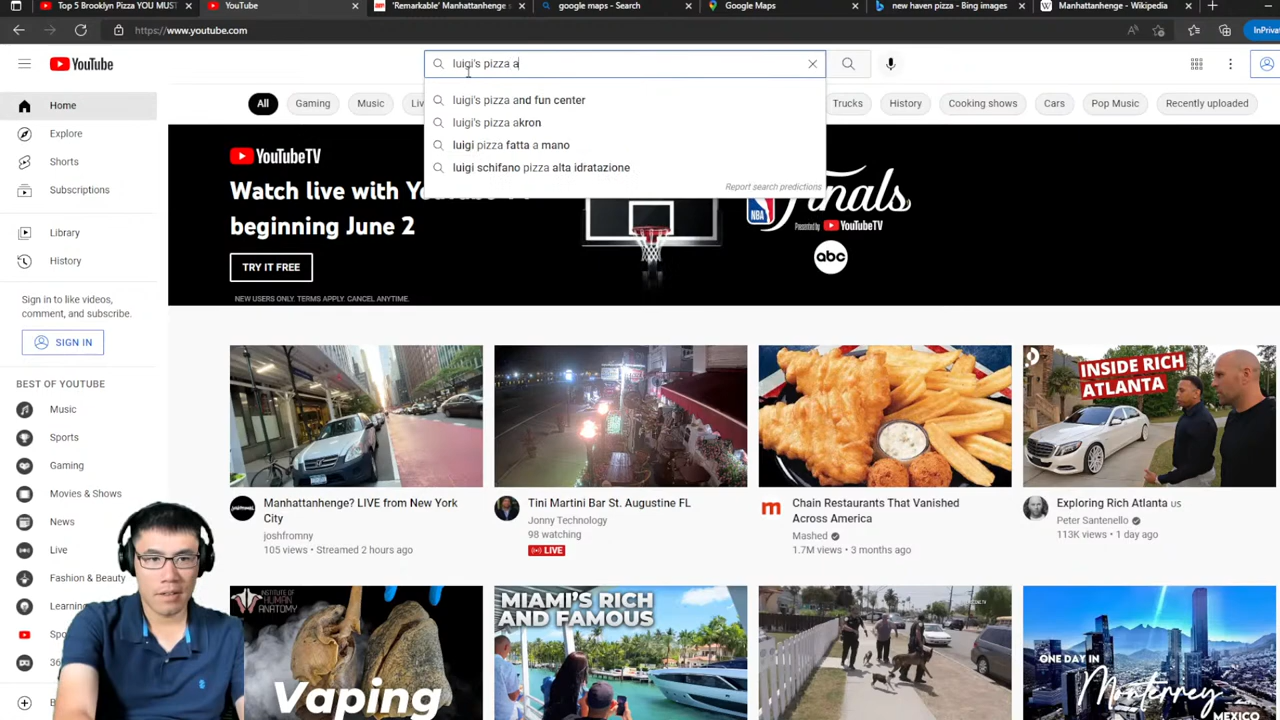 Top 5 Brooklyn Pizza YOU MUST
YouTube
'Remarkable' Manhattanhenge s
google maps - Search
Google Maps
new haven pizza - Bing images
Manhattanhenge - Wikipedia
https://www.youtube.com
InPrivat
YouTube
luigi's pizza a
luigi's pizza and fun center
luigi's pizza akron
luigi pizza fatta a mano
luigi schifano pizza alta idratazione
Report search predictions
All
Gaming
Music
Trucks
History
Cooking shows
Cars
Pop Music
Recently uploaded
Home
Explore
Shorts
Subscriptions
Library
History
Sign in to like videos,
comment, and subscribe.
SIGN IN
BEST OF YOUTUBE
Music
Sports
Gaming
Movies & Shows
News
Live
Fashion & Beauty
YouTubeTV
Watch live with
beginning June 2
TRY IT FREE
NEW USERS ONLY. TERMS APPLY. CANCEL ANYTIME.
NBA
Finals
Presented by YouTubeTV
abc
Manhattanhenge? LIVE from New York
City
joshfromny
105 views • Streamed 2 hours ago
Tini Martini Bar St. Augustine FL
Jonny Technology
98 watching
LIVE
Chain Restaurants That Vanished
Across America
Mashed
1.7M views • 3 months ago
INSIDE RICH
ATLANTA
Exploring Rich Atlanta US
Peter Santenello
113K views • 1 day ago
INSTITUTE OF
HUMAN
ANATOMY
Vaping
MIAMI'S RICH
AND FAMOUS
ONE DAY IN
Monterrey
MEXICO